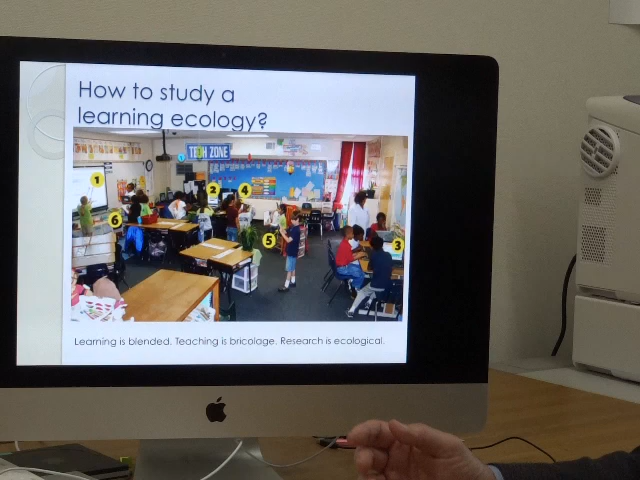 How to study a
learning ecology?
TECH ZONE
1
2
4
6
5
3
Learning is blended. Teaching is bricolage. Research is ecological.